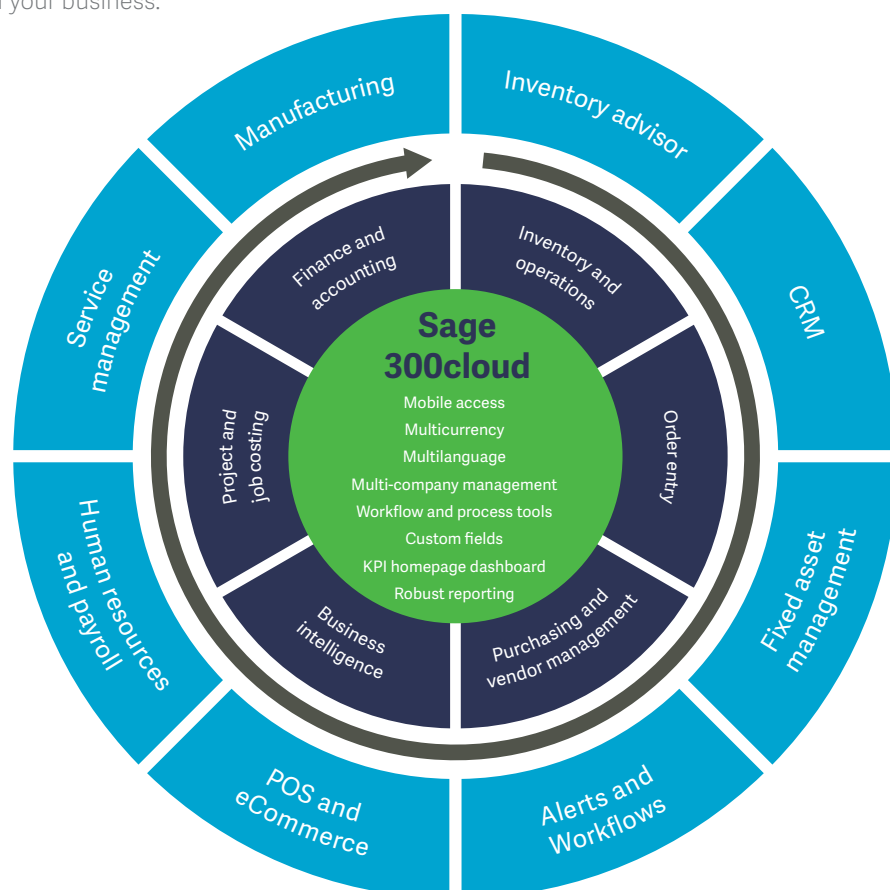 your business.
Manufacturing
Inventory advisor
CRM
Fixed asset
management
Alerts and
Workflows
POS and
eCommerce
Human resources
and payroll
Service
management
Finance and
accounting
Inventory and
operations
Order entry
Purchasing and
vendor management
Business
intelligence
Project and
job costing
Sage
300cloud
Mobile access
Multicurrency
Multilanguage
Multi-company management
Workflow and process tools
Custom fields
KPI homepage dashboard
Robust reporting